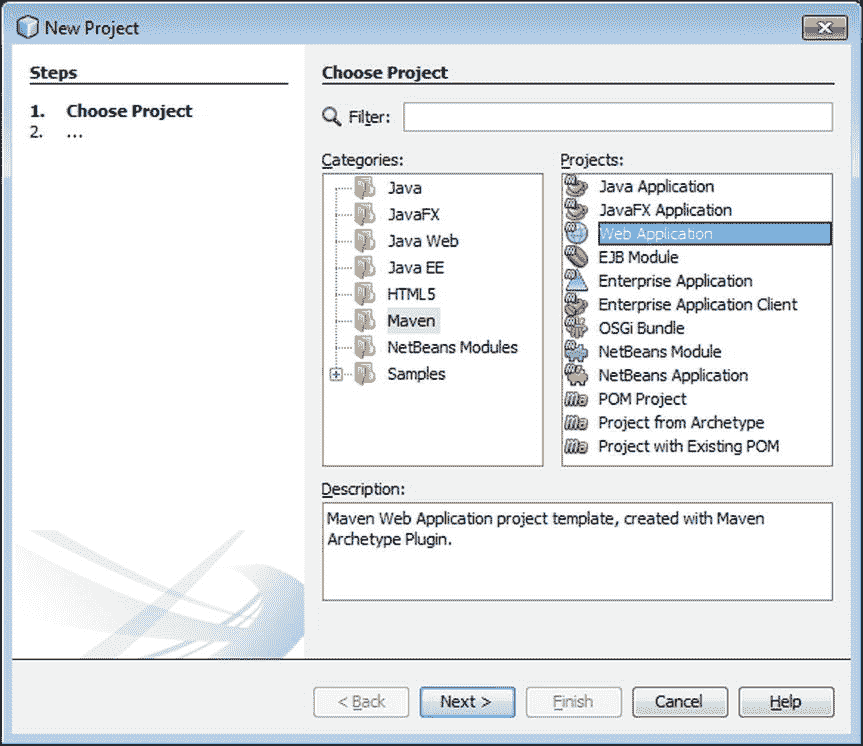 New Project
Steps
1. Choose Project
2. ...
Choose Project
Filter:
Categories:
Java
JavaFX
Java Web
Java EE
HTML5
Maven
NetBeans Modules
Samples
Projects:
Java Application
JavaFX Application
Web Application
EJB Module
Enterprise Application
Enterprise Application Client
OSGi Bundle
NetBeans Module
NetBeans Application
POM Project
Project from Archetype
Project with Existing POM
Description:
Maven Web Application project template, created with Maven
Archetype Plugin.
< Back
Next >
Finish
Cancel
Help